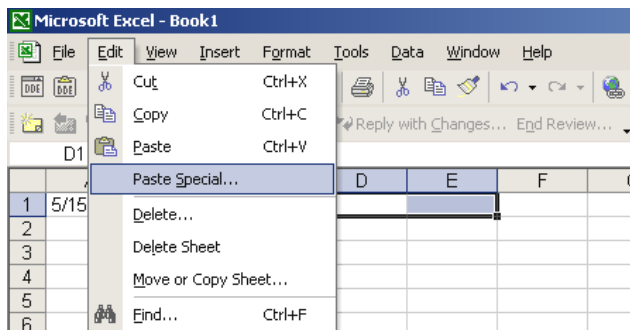 Microsoft Excel - Book1
File Edit View Insert Format Tools Data Window Help
DDE DDE
Cut Ctrl+X
Copy Ctrl+C
Reply with Changes... End Review...
Paste Ctrl+V
D1
Paste Special...
D E F
1 5/15
Delete...
2
Delete Sheet
3
Move or Copy Sheet...
4
5
Find... Ctrl+F
6